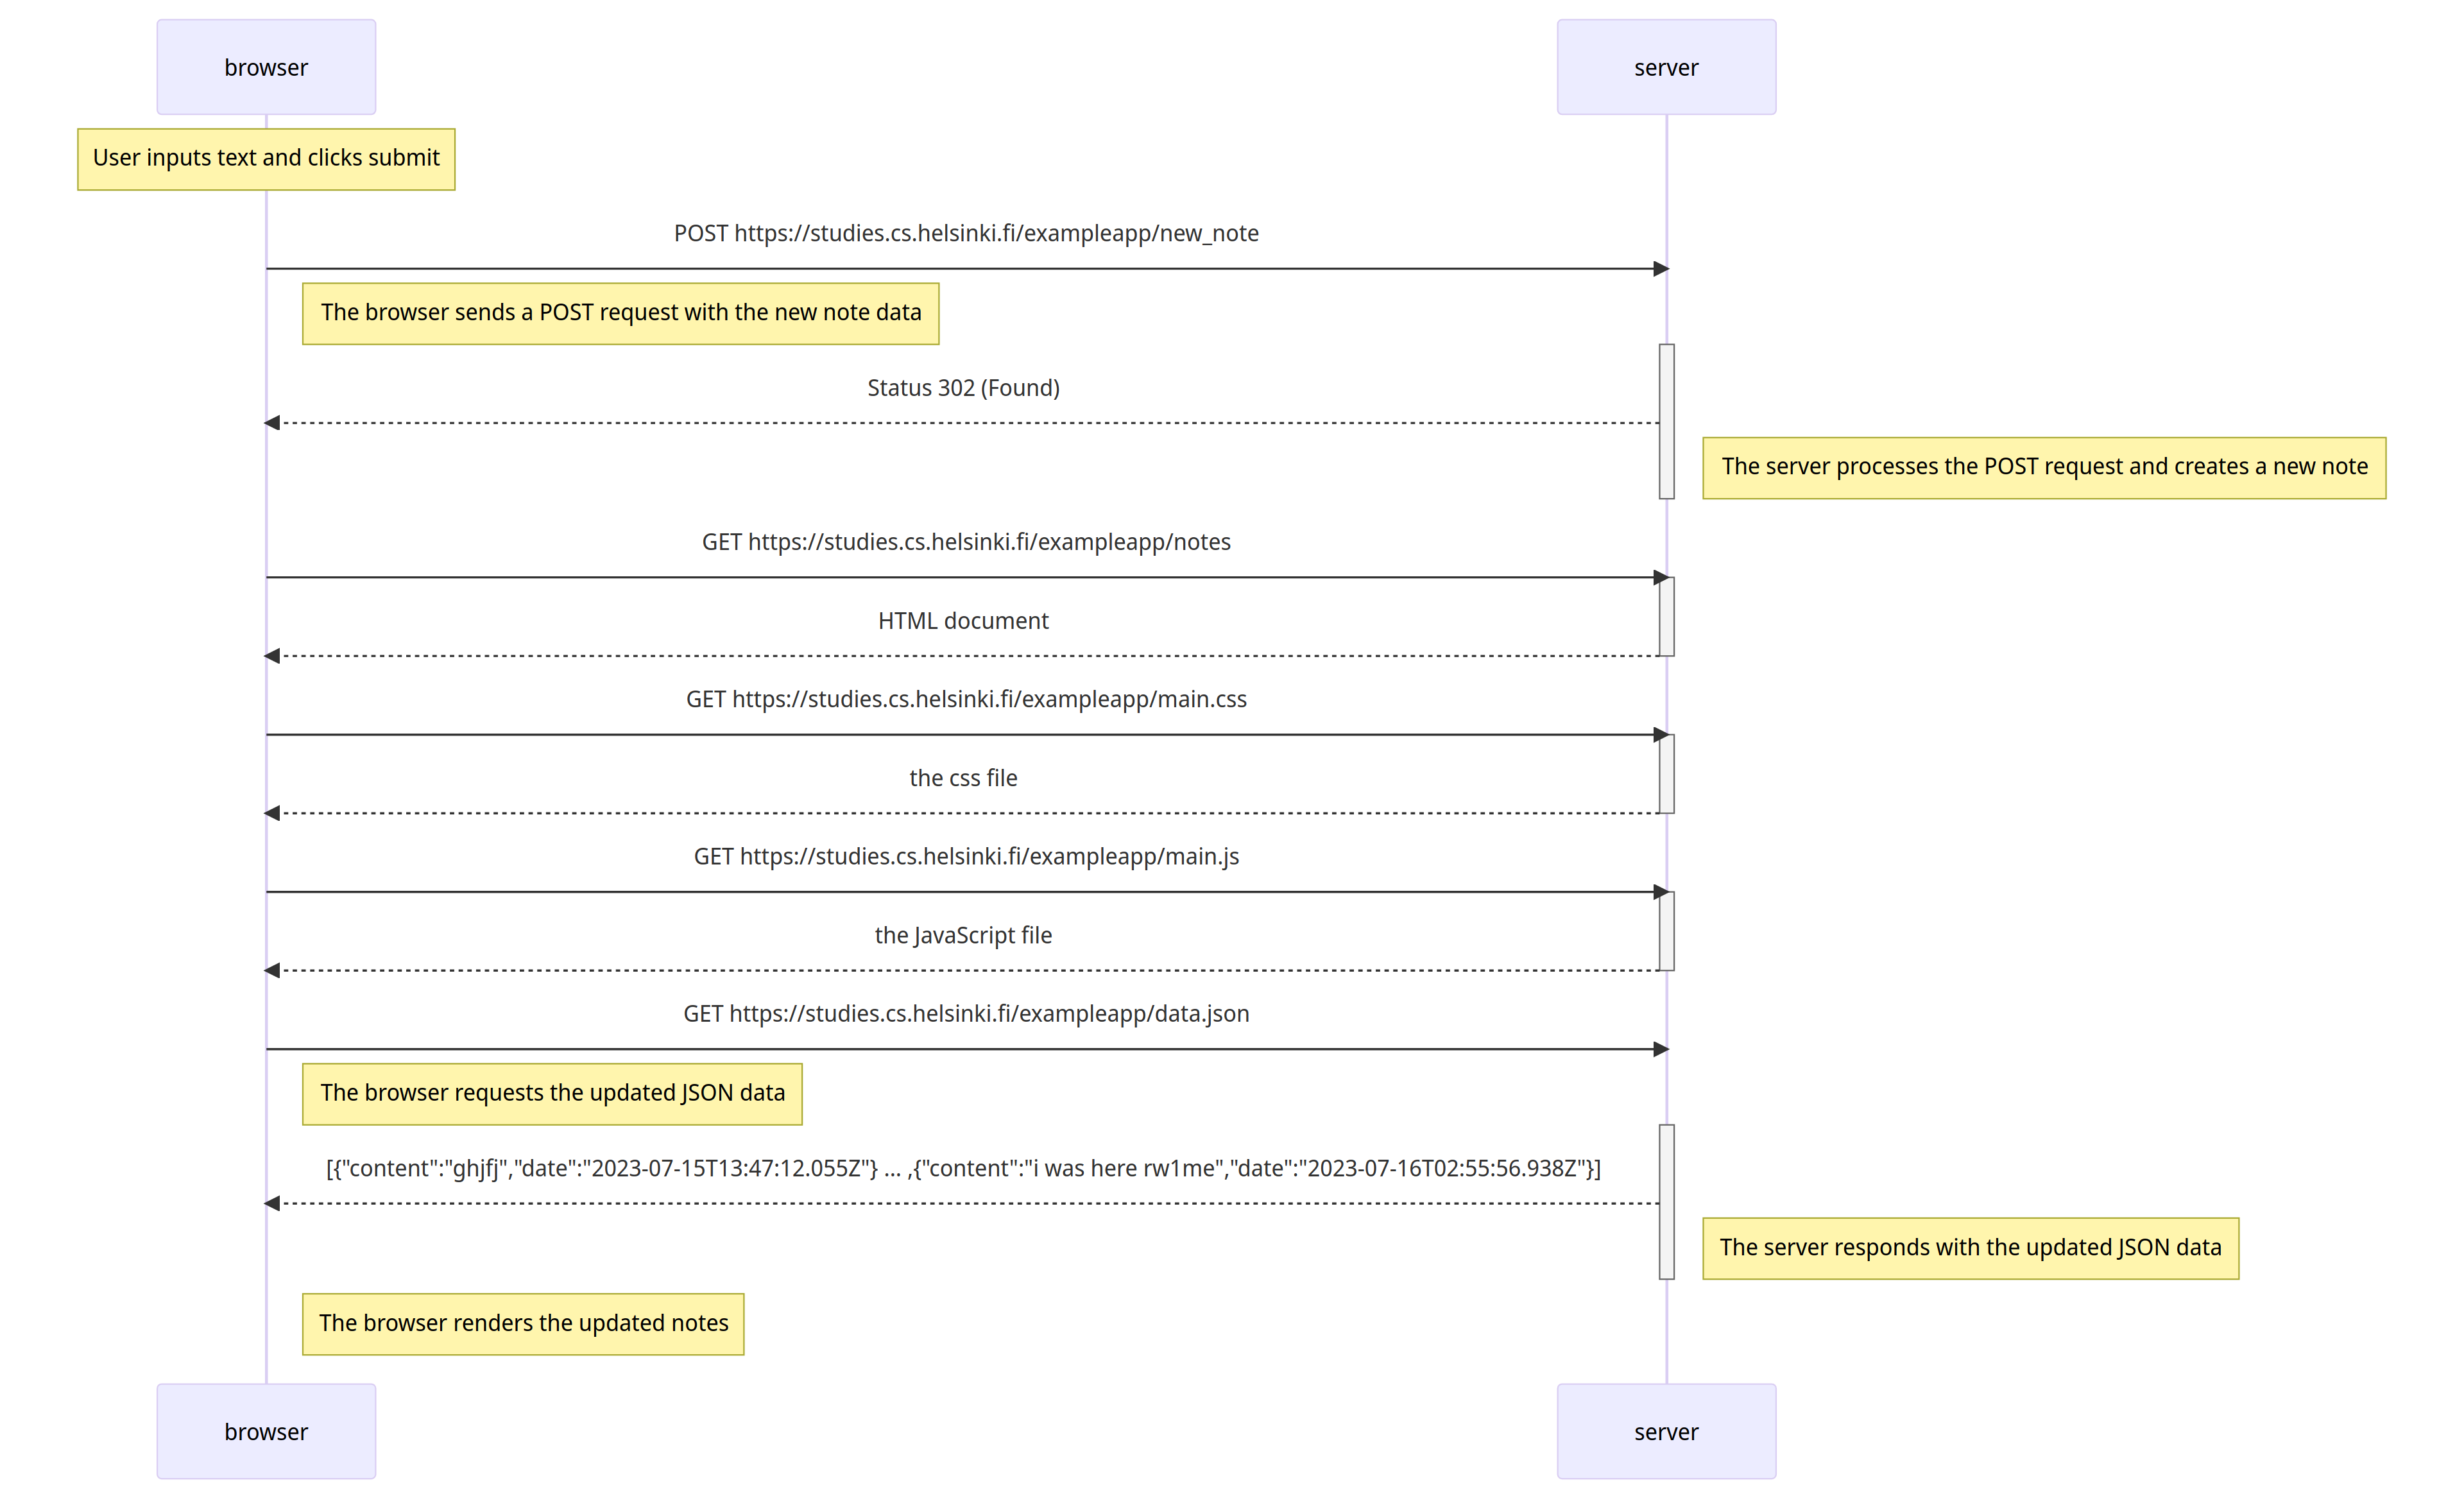 browser
server
User inputs text and clicks submit
POST https://studies.cs.helsinki.fi/exampleapp/new_note
The browser sends a POST request with the new note data
Status 302 (Found)
The server processes the POST request and creates a new note
GET https://studies.cs.helsinki.fi/exampleapp/notes
HTML document
GET https://studies.cs.helsinki.fi/exampleapp/main.css
the css file
GET https://studies.cs.helsinki.fi/exampleapp/main.js
the JavaScript file
GET https://studies.cs.helsinki.fi/exampleapp/data.json
The browser requests the updated JSON data
[{"content":"ghjfj","date":"2023-07-15T13:47:12.055Z"} ... ,{"content":"i was here rw1me","date":"2023-07-16T02:55:56.938Z"}]
The server responds with the updated JSON data
The browser renders the updated notes
browser
server